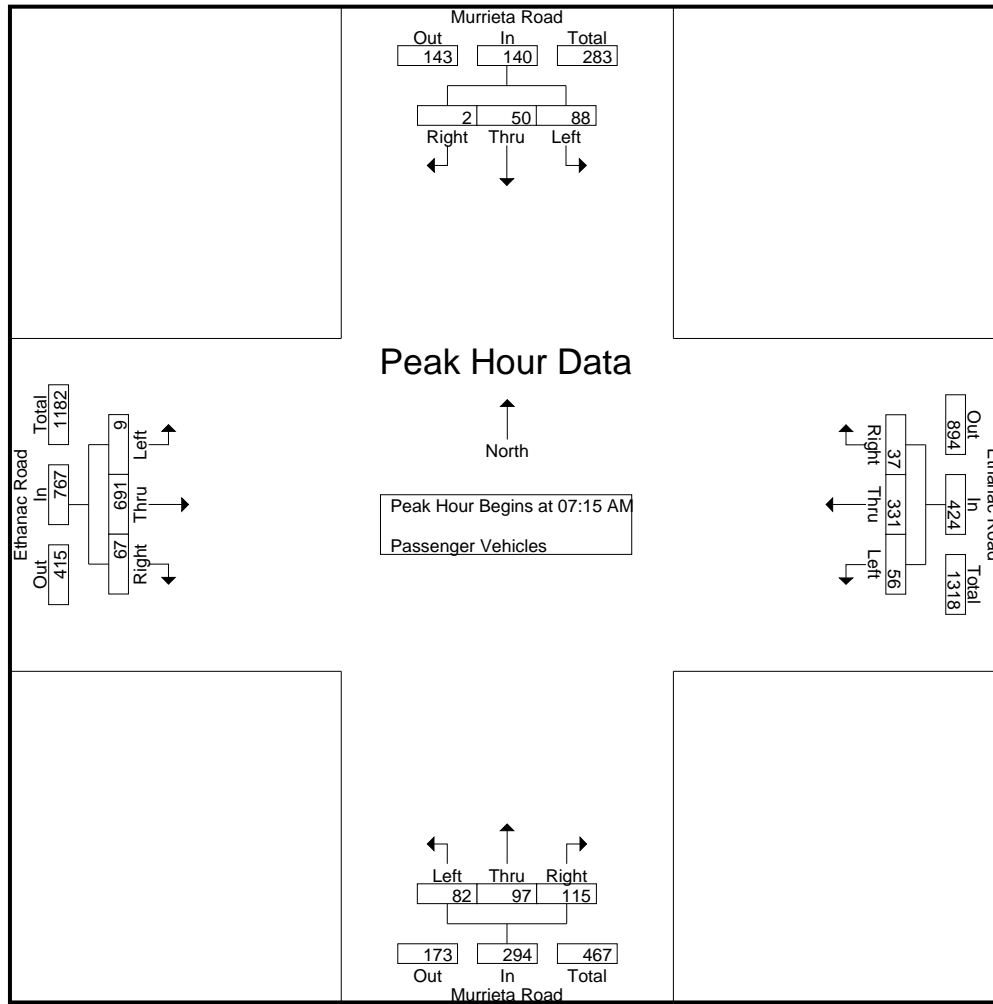 Murrieta Road
Out In Total
143 140 283
2 50 88
Right Thru Left
Peak Hour Data
North
Peak Hour Begins at 07:15 AM
Passenger Vehicles
Ethanac Road
Total In Out
1182 767 415
9 691 67
Left Thru Right
Right Thru Left
37 331 56
Out In Total
894 424 1318
Ethanac Road
Left Thru Right
82 97 115
173 294 467
Out In Total
Murrieta Road